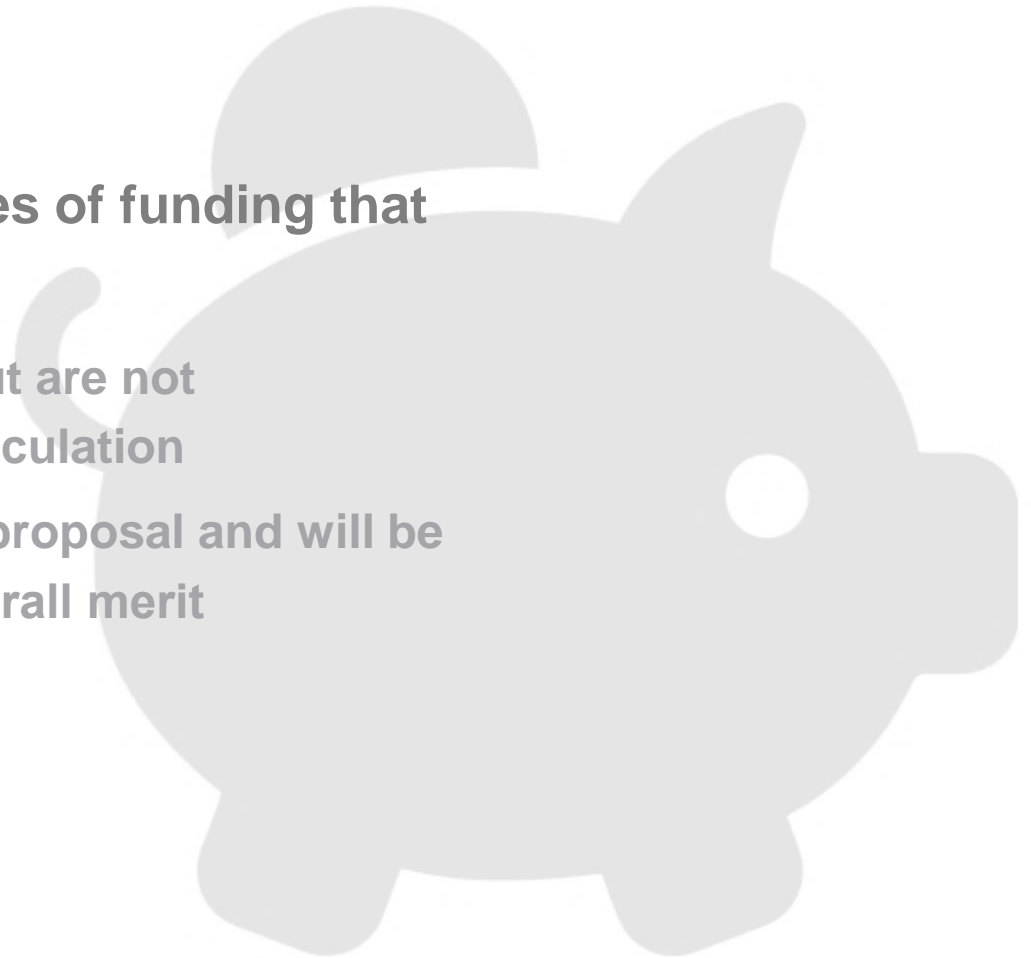 es of funding that
t are not
culation
proposal and will be
rall merit